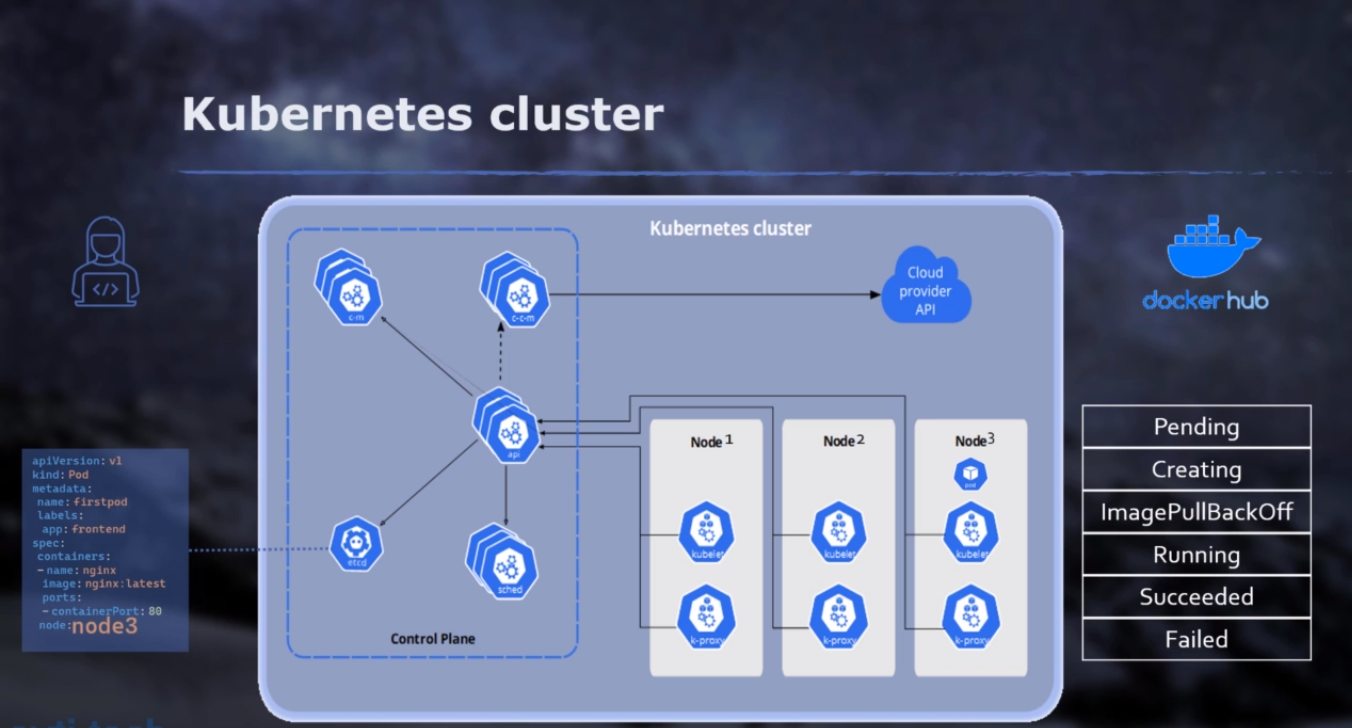 Kubernetes cluster
Kubernetes cluster
c-m
c-c-m
Cloud
provider
API
dockerhub
api
etcd
sched
Control Plane
Node 1
kubelet
k-proxy
Node 2
kubelet
k-proxy
Node 3
pod
kubelet
k-proxy
apiVersion: v1
kind: Pod
metadata:
name: firstpod
labels:
app: frontend
spec:
containers:
- name: nginx
image: nginx:latest
ports:
- containerPort: 80
node: node3
Pending
Creating
ImagePullBackOff
Running
Succeeded
Failed